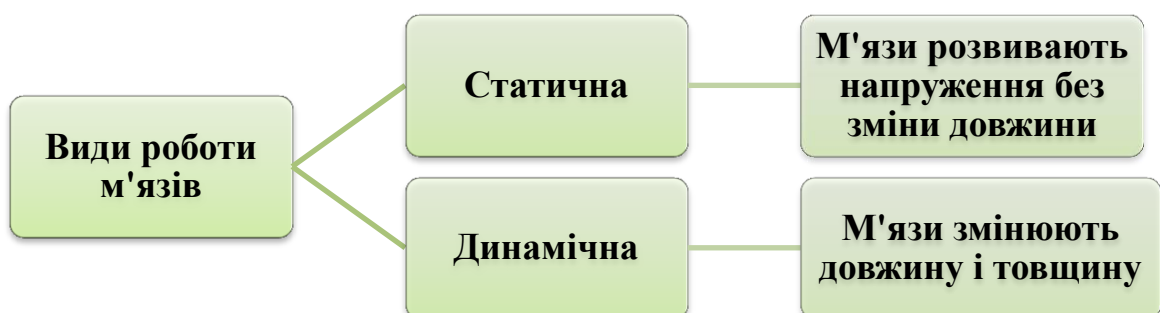 Види роботи
м'язів
Статична
М'язи розвивають
напруження без
зміни довжини
Динамічна
М'язи змінюють
довжину і товщину